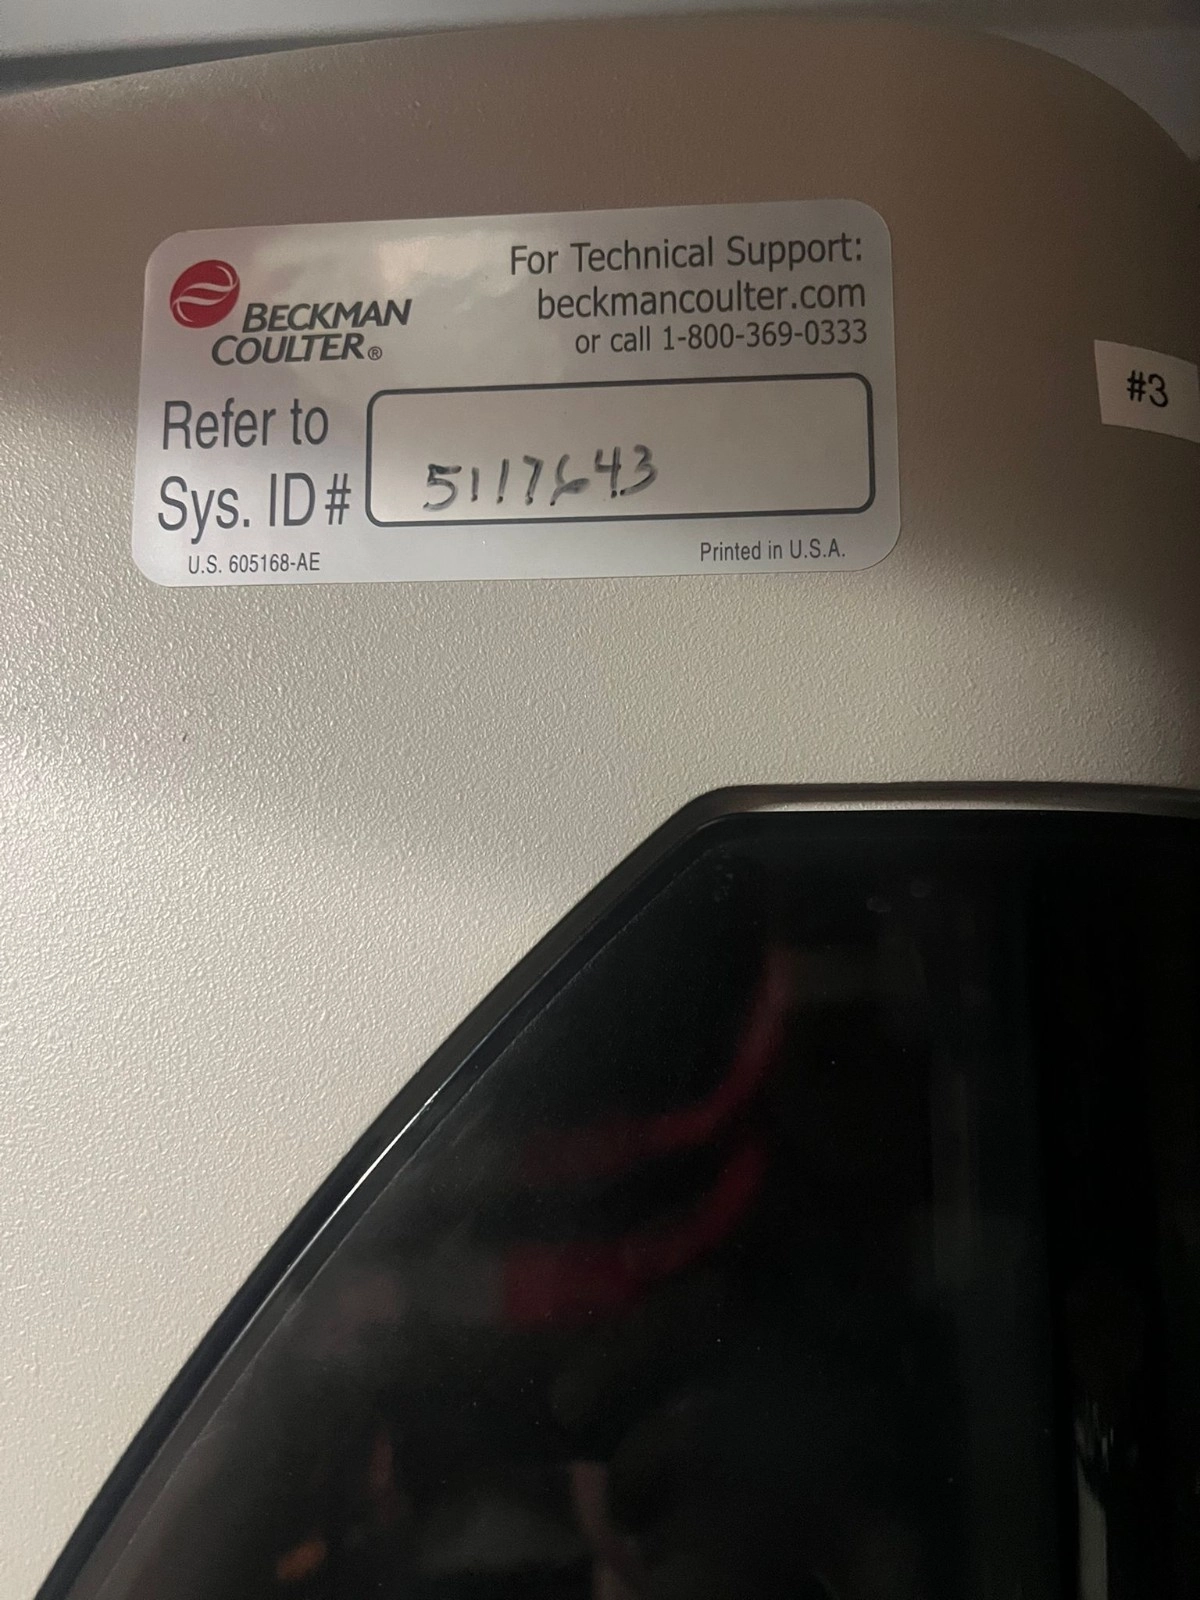 BECKMAN
COULTER®
For Technical Support:
beckmancoulter.com
or call 1-800-369-0333
Refer to
Sys. ID#
5117643
U.S. 605168-AE
Printed in U.S.A.
#3